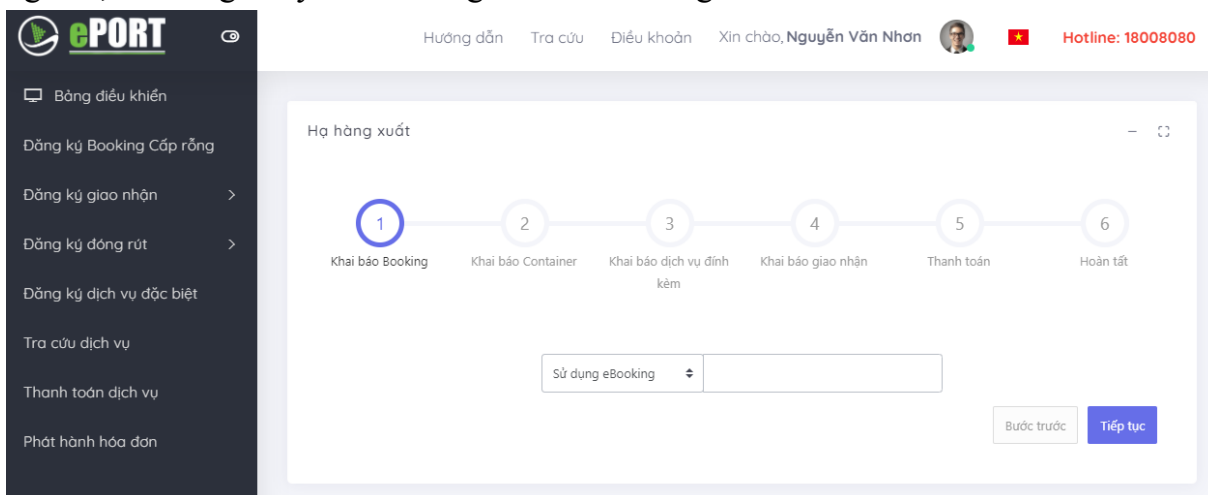 ePORT
Hướng dẫn Tra cứu Điều khoản Xin chào, Nguyễn Văn Nhơn Hotline: 18008080
Bảng điều khiển
Đăng ký Booking Cấp rỗng
Đăng ký giao nhận
Đăng ký đóng rút
Đăng ký dịch vụ đặc biệt
Tra cứu dịch vụ
Thanh toán dịch vụ
Phát hành hóa đơn
Hạ hàng xuất
1 2 3 4 5 6
Khai báo Booking Khai báo Container Khai báo dịch vụ đính Khai báo giao nhận Thanh toán Hoàn tất
kèm
Sử dụng eBooking
Bước trước Tiếp tục